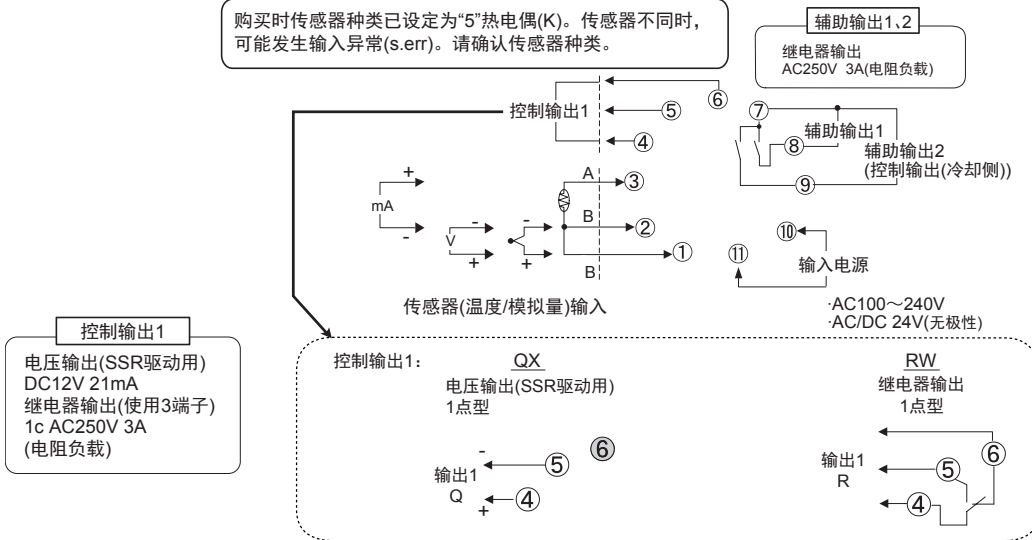 购买时传感器种类已设定为“5”热电偶(K)。传感器不同时，
可能发生输入异常(s.err)。请确认传感器种类。
辅助输出1、2
继电器输出
AC250V 3A(电阻负载)
控制输出1
⑥
⑤
④
⑦
⑧
辅助输出1
辅助输出2
(控制输出(冷却侧))
⑨
+
mA
-
-
V
+
-
+
A
③
B
②
①
B
⑩
⑪
输入电源
·AC100～240V
·AC/DC 24V(无极性)
传感器(温度/模拟量)输入
控制输出1
电压输出(SSR驱动用)
DC12V 21mA
继电器输出(使用3端子)
1c AC250V 3A
(电阻负载)
控制输出1：
QX
电压输出(SSR驱动用)
1点型
⑥
-
⑤
输出1
Q
④
+
RW
继电器输出
1点型
⑥
输出1
R
⑤
④